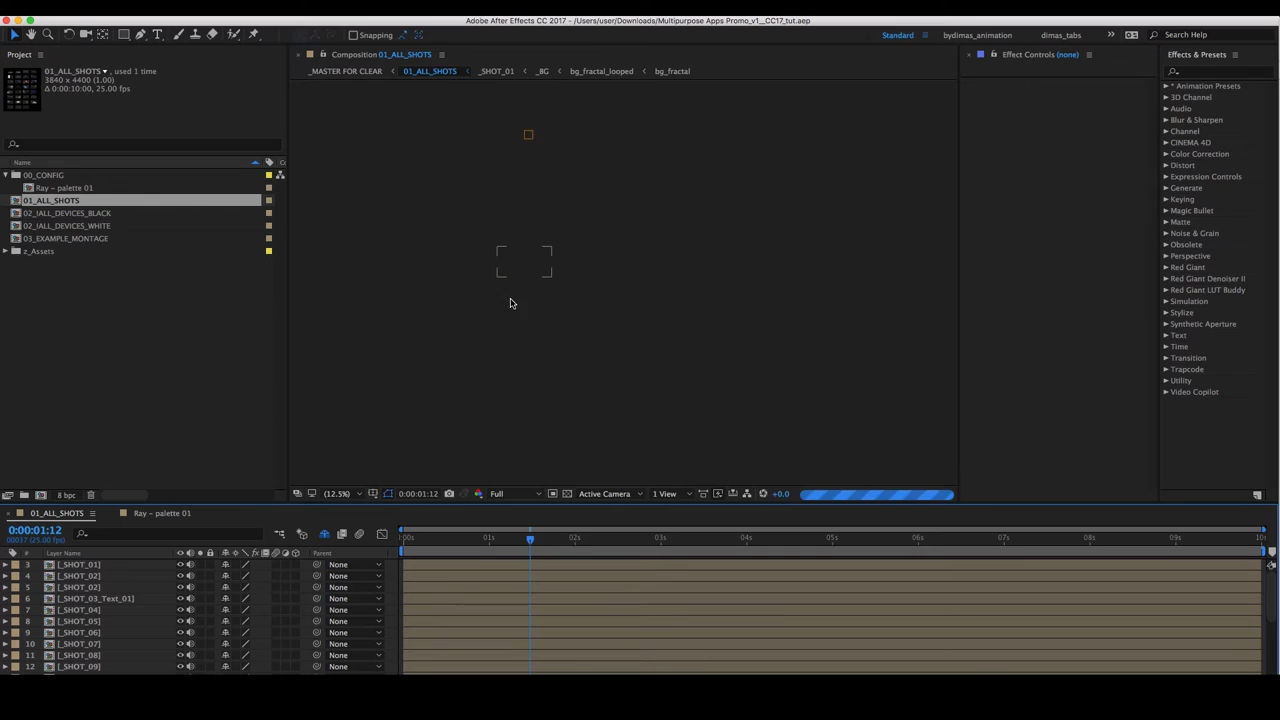 Adobe After Effects CC 2017 - /Users/user/Downloads/Multipurpose Apps Promo_v1__CC17_tut.aep
Snapping
Standard
bydimas_animation
dimas_tabs
Search Help
Project
Composition 01_ALL_SHOTS
Effect Controls (none)
Effects & Presets
01_ALL_SHOTS▼, used 1 time
3840 x 4400 (1.00)
Δ 0:00:10:00, 25.00 fps
_MASTER FOR CLEAR
01_ALL_SHOTS
_SHOT_01
_BG
bg_fractal_looped
bg_fractal
* Animation Presets
3D Channel
Audio
Blur & Sharpen
Channel
CINEMA 4D
Color Correction
Distort
Expression Controls
Generate
Keying
Magic Bullet
Matte
Noise & Grain
Obsolete
Perspective
Red Giant
Red Giant Denoiser II
Red Giant LUT Buddy
Simulation
Stylize
Synthetic Aperture
Text
Time
Transition
Trapcode
Utility
Video Copilot
Name
Co
00_CONFIG
Ray - palette 01
01_ALL_SHOTS
02_!ALL_DEVICES_BLACK
02_!ALL_DEVICES_WHITE
03_EXAMPLE_MONTAGE
z_Assets
8 bpc
(12.5%)
0:00:01:12
Full
Active Camera
1 View
+0.0
01_ALL_SHOTS
Ray - palette 01
0:00:01:12
00037 (25.00 fps)
:00s
01s
02s
03s
04s
05s
06s
07s
08s
09s
10s
#
Layer Name
fx
Parent
3 [_SHOT_01] None
4 [_SHOT_02] None
5 [_SHOT_02] None
6 [_SHOT_03_Text_01] None
7 [_SHOT_04] None
8 [_SHOT_05] None
9 [_SHOT_06] None
10 [_SHOT_07] None
11 [_SHOT_08] None
12 [_SHOT_09] None